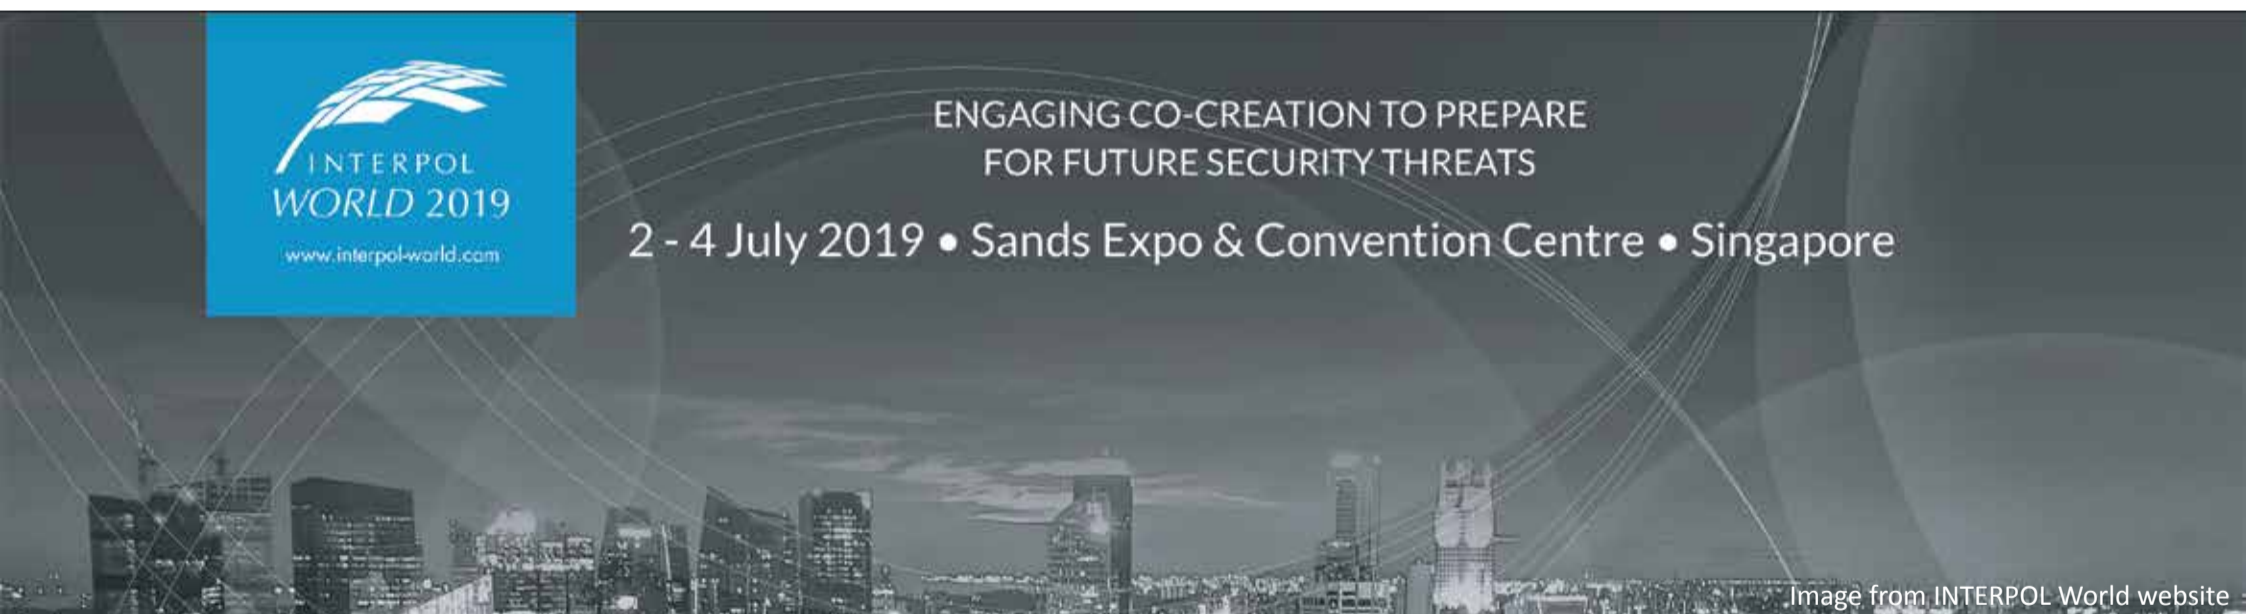 INTERPOL
WORLD 2019
www.interpol-world.com
ENGAGING CO-CREATION TO PREPARE
FOR FUTURE SECURITY THREATS
2 - 4 July 2019 • Sands Expo & Convention Centre • Singapore
Image from INTERPOL World website